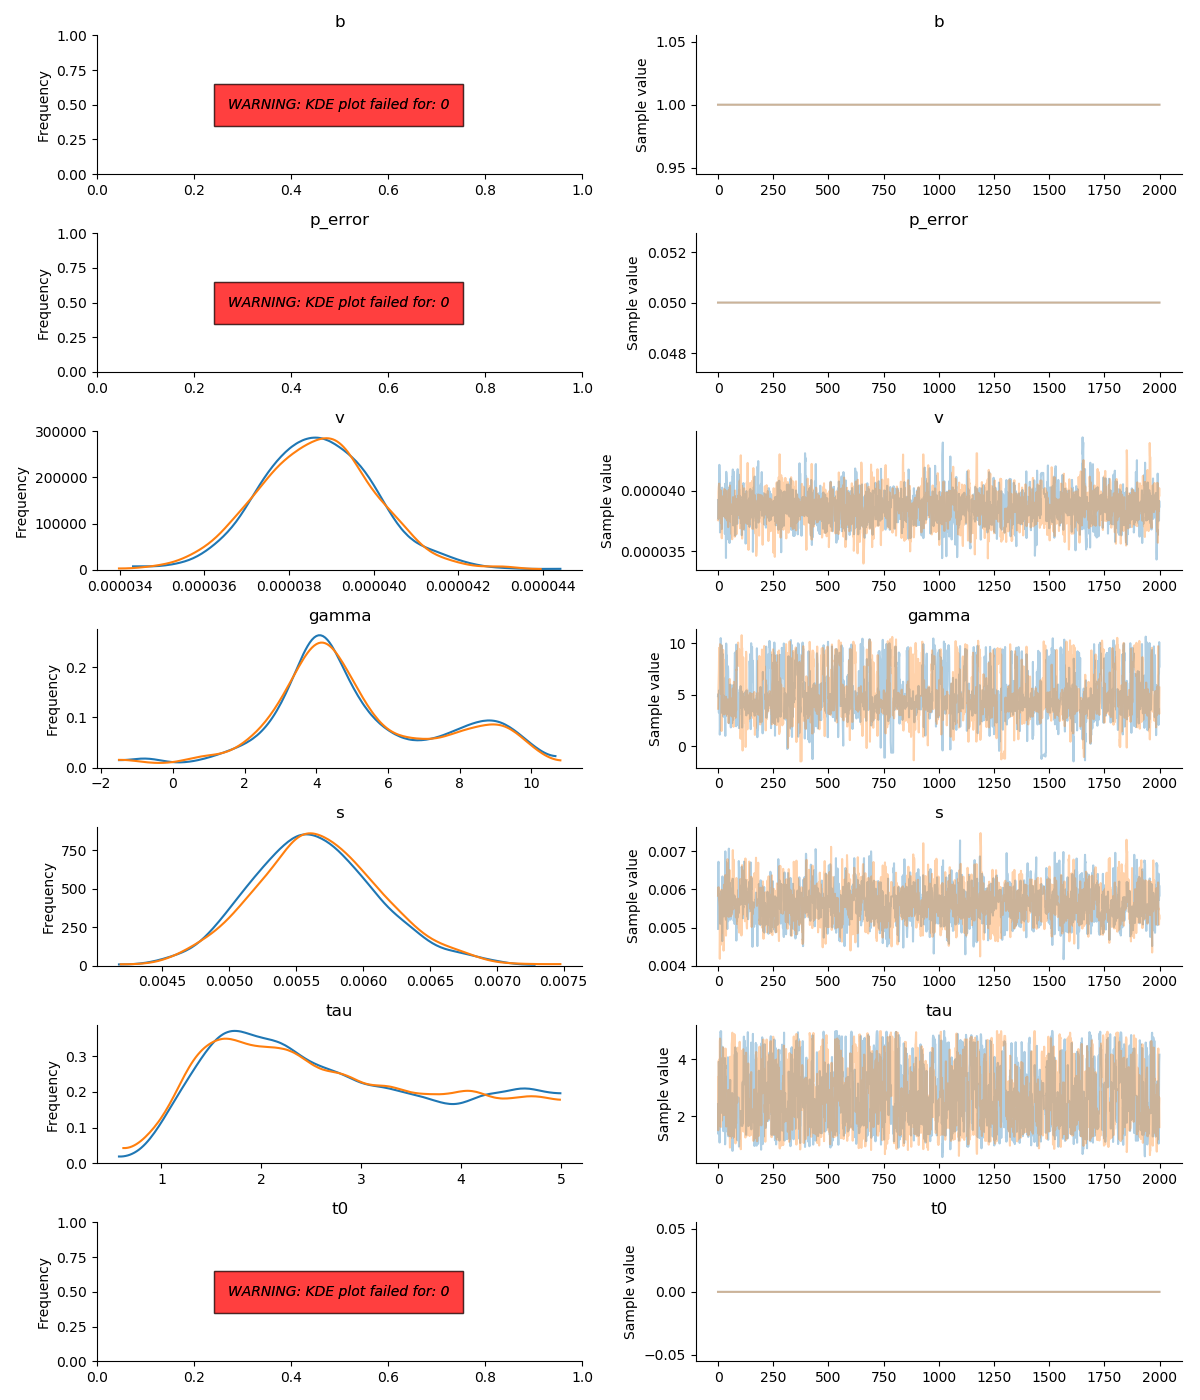 b
b
Frequency
1.00
0.75
0.50
0.25
0.00
WARNING: KDE plot failed for: 0
0.0 0.2 0.4 0.6 0.8 1.0
Sample value
1.05
1.00
0.95
0 250 500 750 1000 1250 1500 1750 2000
p_error
p_error
Frequency
1.00
0.75
0.50
0.25
0.00
WARNING: KDE plot failed for: 0
0.0 0.2 0.4 0.6 0.8 1.0
Sample value
0.052
0.050
0.048
0 250 500 750 1000 1250 1500 1750 2000
v
v
Frequency
300000
200000
100000
0
0.000034 0.000036 0.000038 0.000040 0.000042 0.000044
Sample value
0.000040
0.000035
0 250 500 750 1000 1250 1500 1750 2000
gamma
gamma
Frequency
0.2
0.1
0.0
−2 0 2 4 6 8 10
Sample value
10
5
0
0 250 500 750 1000 1250 1500 1750 2000
s
s
Frequency
750
500
250
0
0.0045 0.0050 0.0055 0.0060 0.0065 0.0070 0.0075
Sample value
0.007
0.006
0.005
0.004
0 250 500 750 1000 1250 1500 1750 2000
tau
tau
Frequency
0.3
0.2
0.1
0.0
1 2 3 4 5
Sample value
4
2
0 250 500 750 1000 1250 1500 1750 2000
t0
t0
Frequency
1.00
0.75
0.50
0.25
0.00
WARNING: KDE plot failed for: 0
0.0 0.2 0.4 0.6 0.8 1.0
Sample value
0.05
0.00
−0.05
0 250 500 750 1000 1250 1500 1750 2000